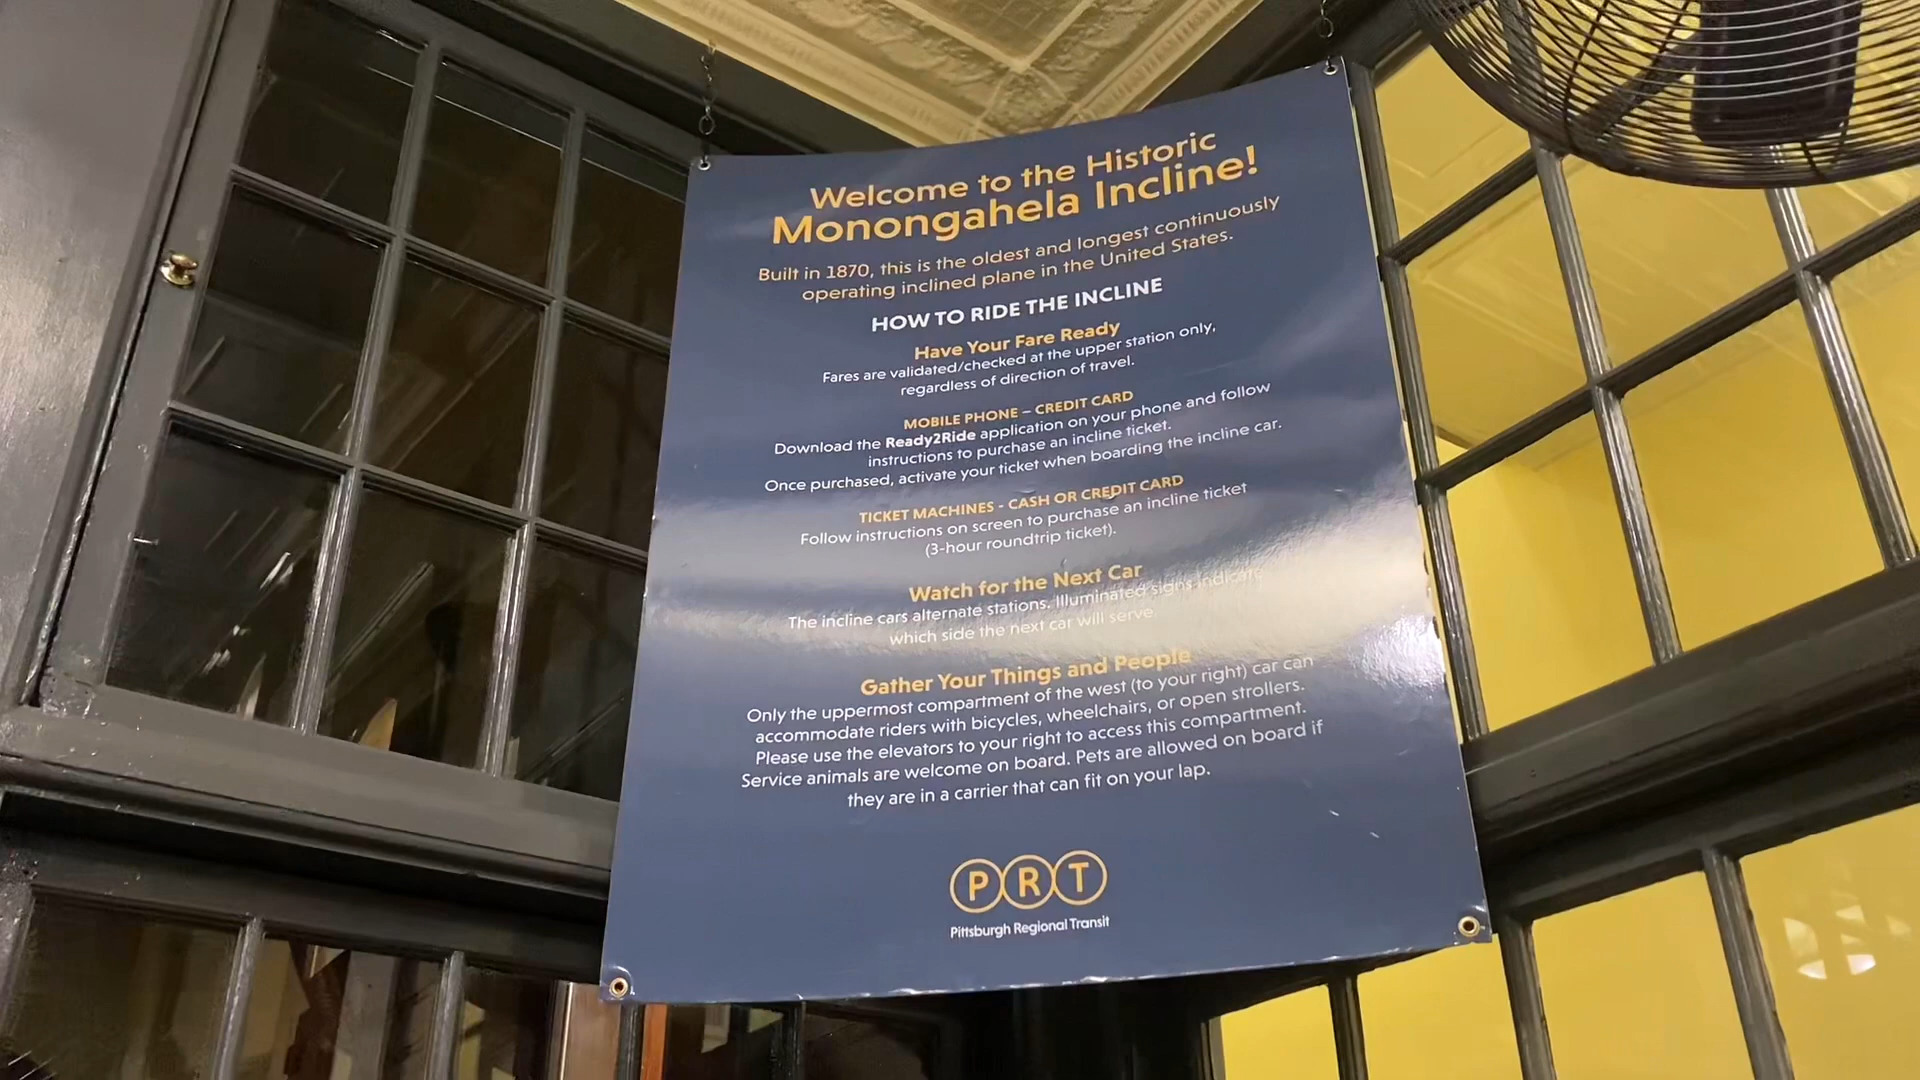 Welcome to the Historic
Monongahela Incline!
Built in 1870, this is the oldest and longest continuously
operating inclined plane in the United States.
HOW TO RIDE THE INCLINE
Have Your Fare Ready
Fares are validated/checked at the upper station only,
regardless of direction of travel.
MOBILE PHONE – CREDIT CARD
Download the Ready2Ride application on your phone and follow
instructions to purchase an incline ticket.
Once purchased, activate your ticket when boarding the incline car.
TICKET MACHINES - CASH OR CREDIT CARD
Follow instructions on screen to purchase an incline ticket
(3-hour roundtrip ticket).
Watch for the Next Car
The incline cars alternate stations. Illuminated signs indicate
which side the next car will serve.
Gather Your Things and People
Only the uppermost compartment of the west (to your right) car can
accommodate riders with bicycles, wheelchairs, or open strollers.
Please use the elevators to your right to access this compartment.
Service animals are welcome on board. Pets are allowed on board if
they are in a carrier that can fit on your lap.
PRT
Pittsburgh Regional Transit